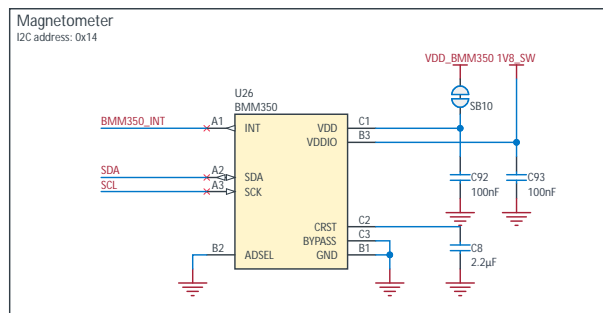 Magnetometer
I2C address: 0x14
VDD_BMM350 1V8_SW
U26
BMM350
SB10
BMM350_INT A1 INT VDD C1
VDDIO B3
SDA A2 SDA
SCL A3 SCK
C92 C93
100nF 100nF
CRST C2
BYPASS C3
B2 ADSEL GND B1
C8
2.2µF